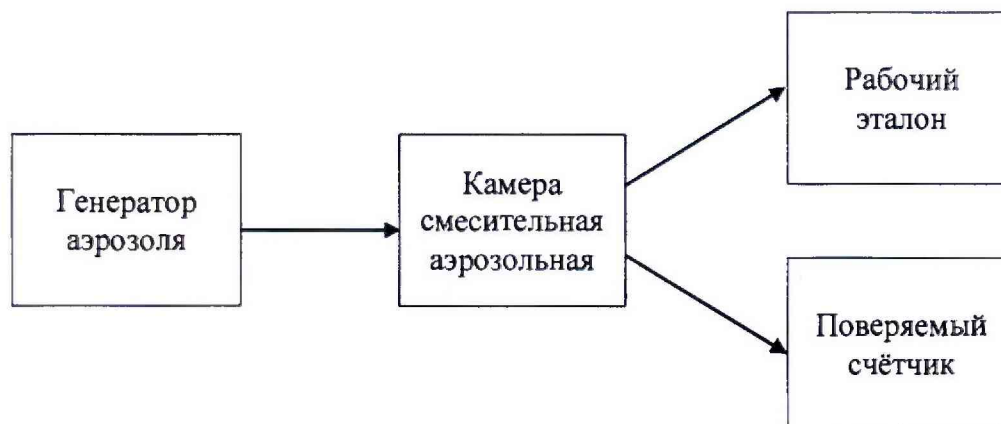 Генератор
аэрозоля
Камера
смесительная
аэрозольная
Рабочий
эталон
Поверяемый
счётчик